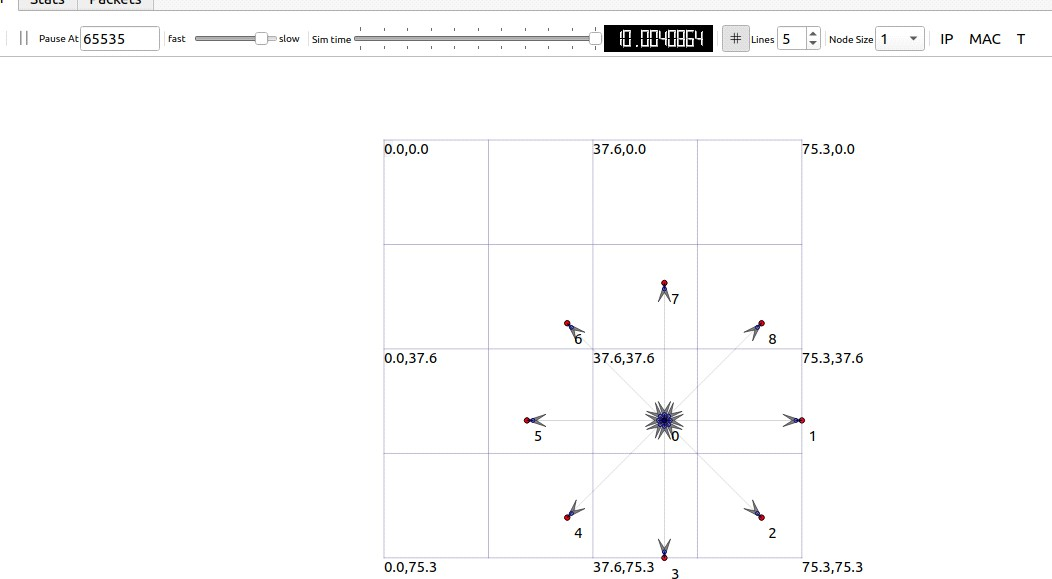 Stats Packets
Pause At 65535 fast slow Sim time 10.0040864 # Lines 5 Node Size 1 IP MAC T
0.0,0.0 37.6,0.0 75.3,0.0
7
6 8
0.0,37.6 37.6,37.6 75.3,37.6
5 0 1
4 2
0.0,75.3 37.6,75.3 75.3,75.3
3